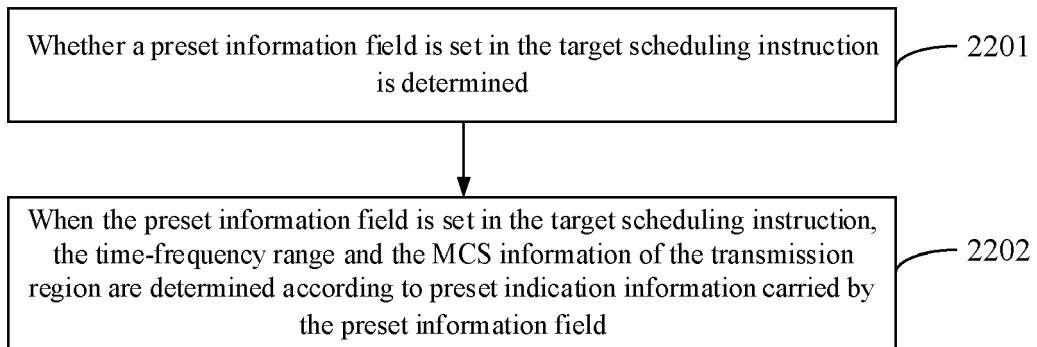 Whether a preset information field is set in the target scheduling instruction
is determined
2201
When the preset information field is set in the target scheduling instruction,
the time-frequency range and the MCS information of the transmission
region are determined according to preset indication information carried by
the preset information field
2202